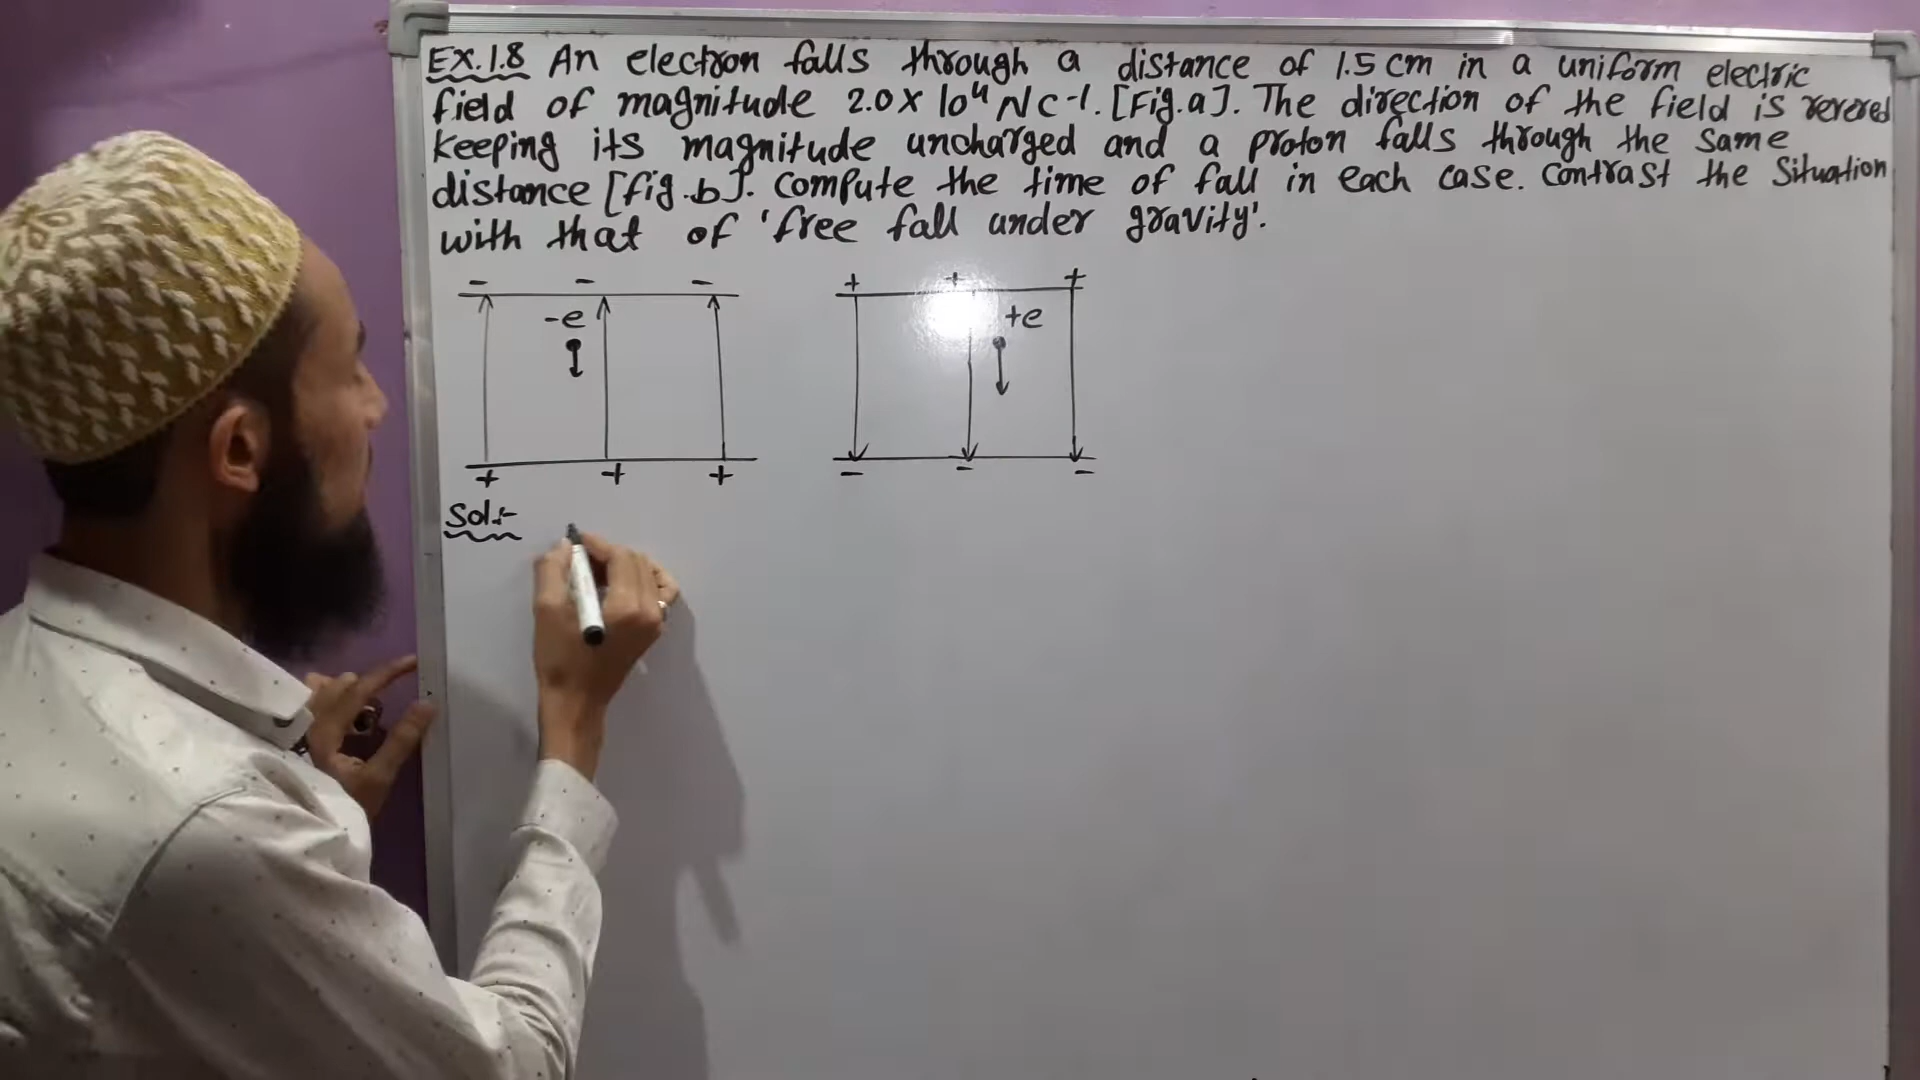 EX.1.8 An electron falls through a distance of 1.5 cm in a uniform electric
field of magnitude 2.0 x 10⁴ N c-1. [Fig.a]. The direction of the field is revered
keeping its magnitude uncharged and a proton falls through the same
distance [fig.b]. compute the time of fall in each case. contrast the situation
with that of 'free fall under gravity'.
- - -
+ + +
-e
+e
+ + +
- - -
Sol:-